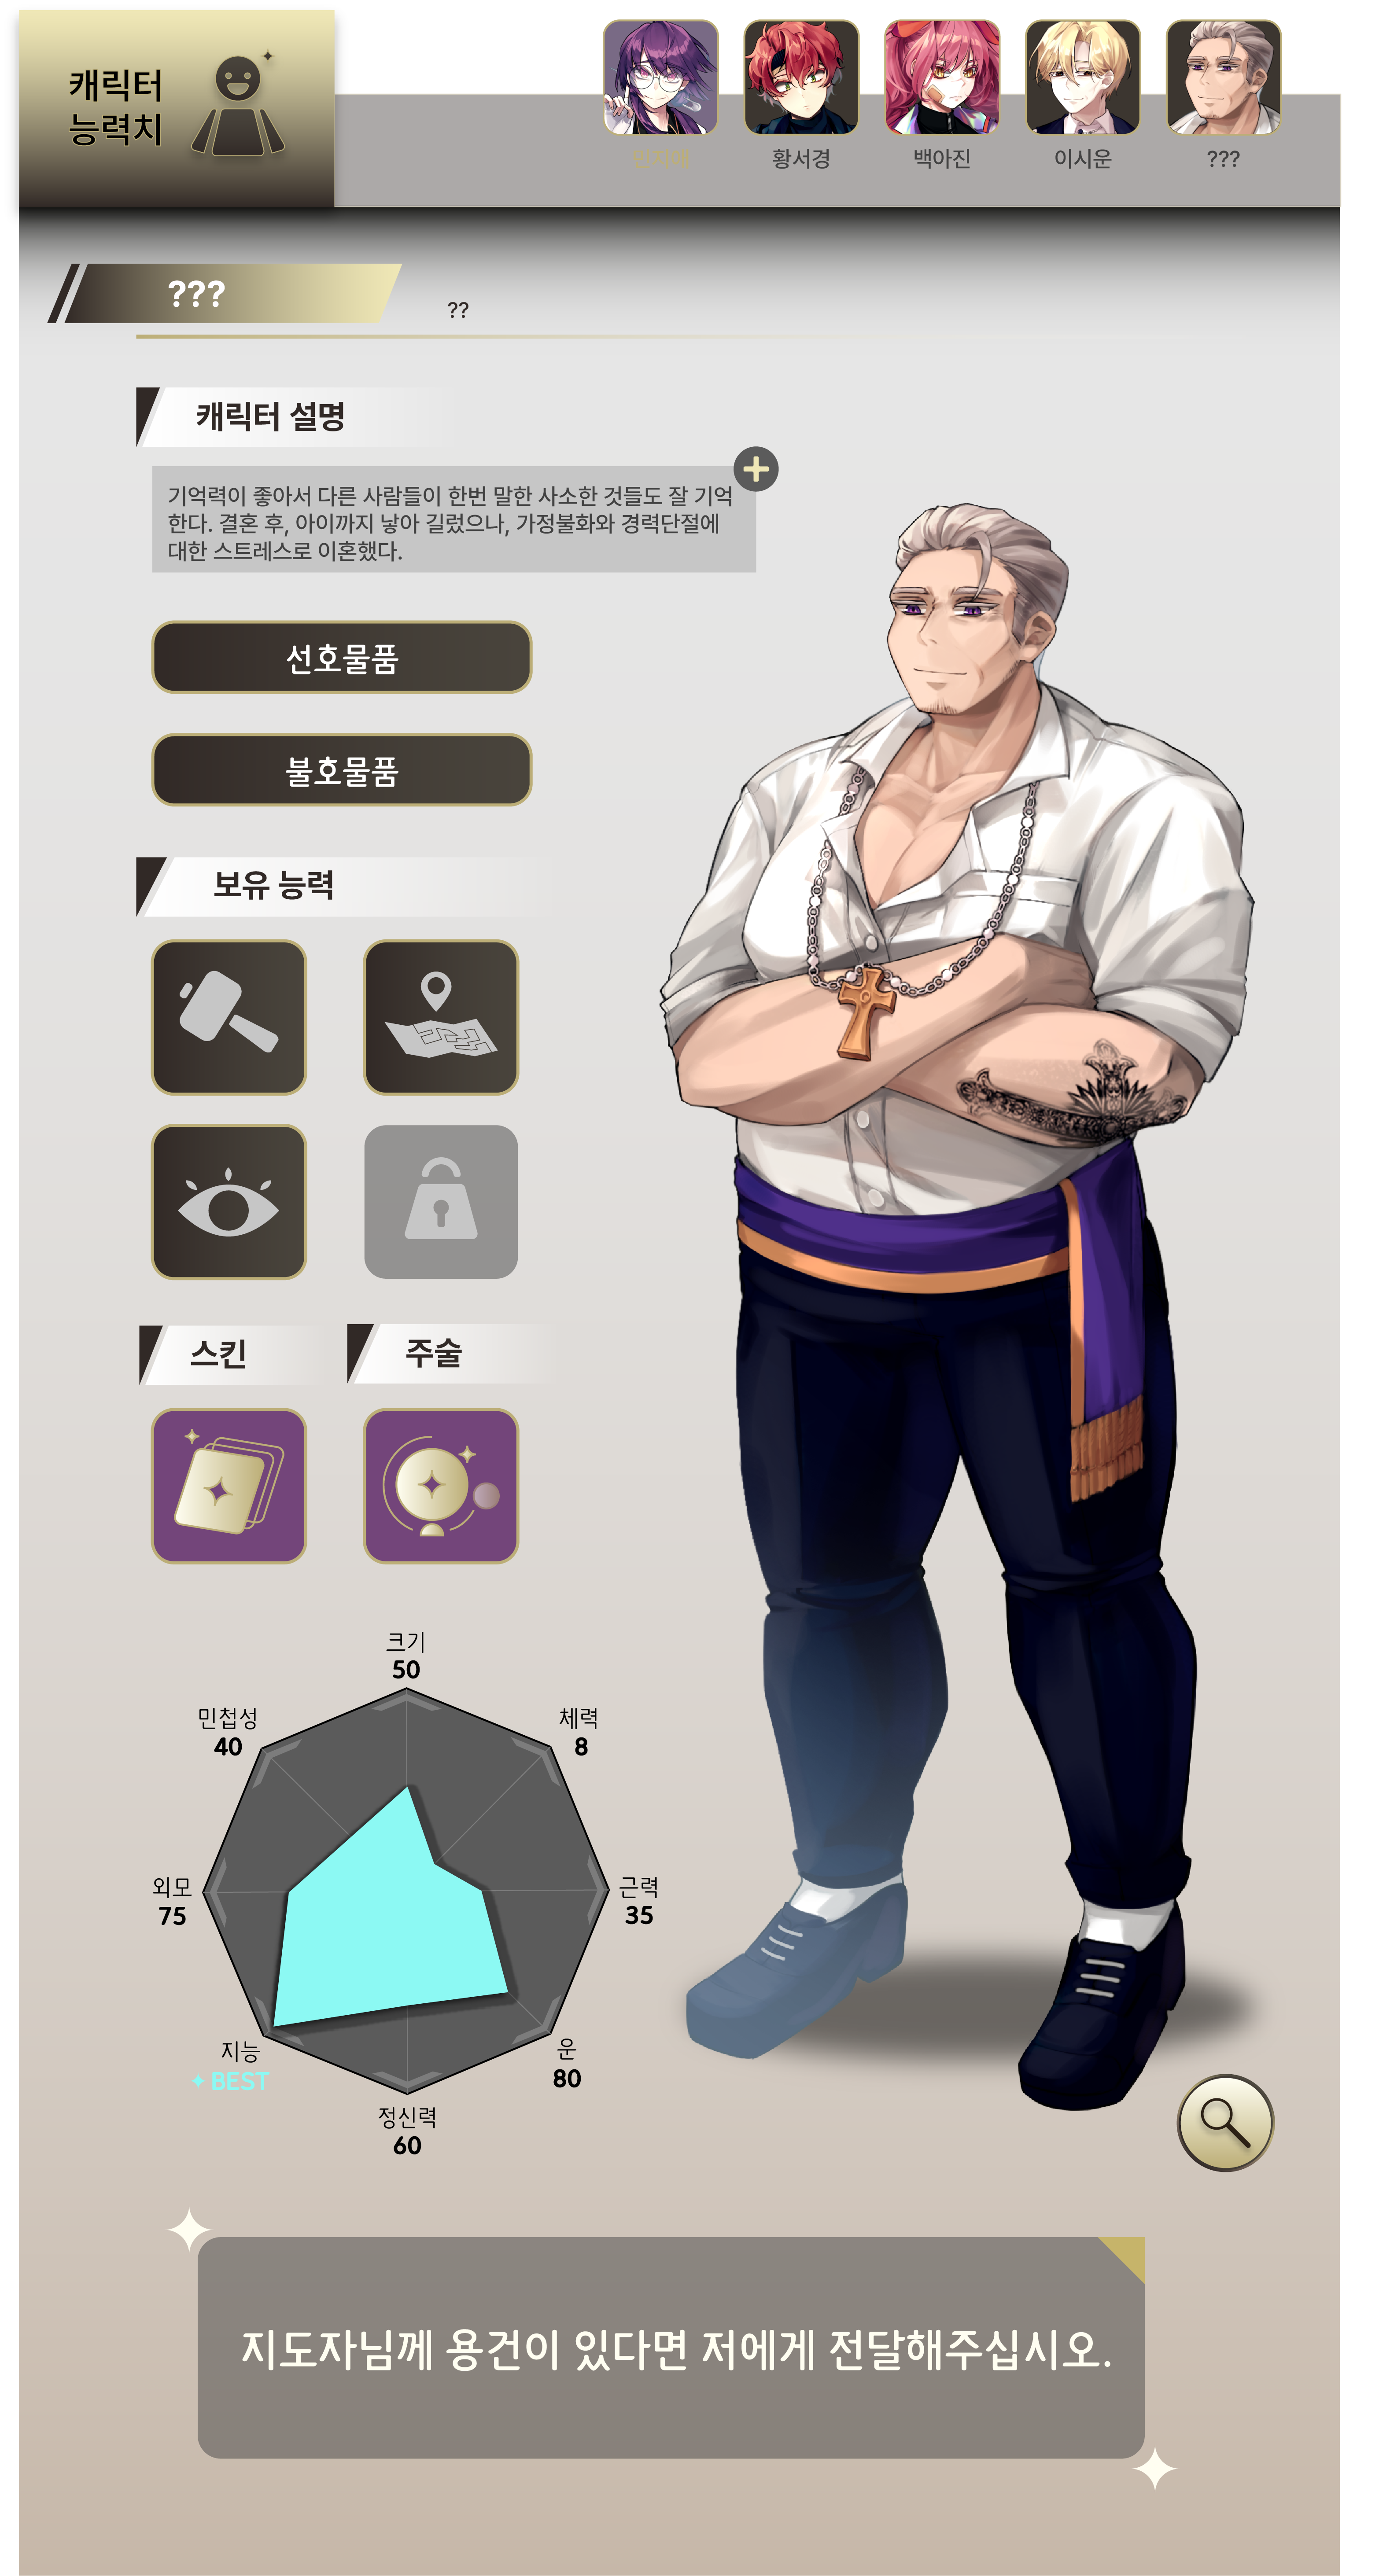 캐릭터
능력치
황서경
백아진
이시운
???
???
??
캐릭터 설명
기억력이 좋아서 다른 사람들이 한번 말한 사소한 것들도 잘 기억
한다. 결혼 후, 아이까지 낳아 길렀으나, 가정불화와 경력단절에
대한 스트레스로 이혼했다.
선호물품
불호물품
보유 능력
스킨
주술
크기
50
민첩성
40
체력
8
외모
75
근력
35
지능
BEST
운
80
정신력
60
지도자님께 용건이 있다면 저에게 전달해주십시오.